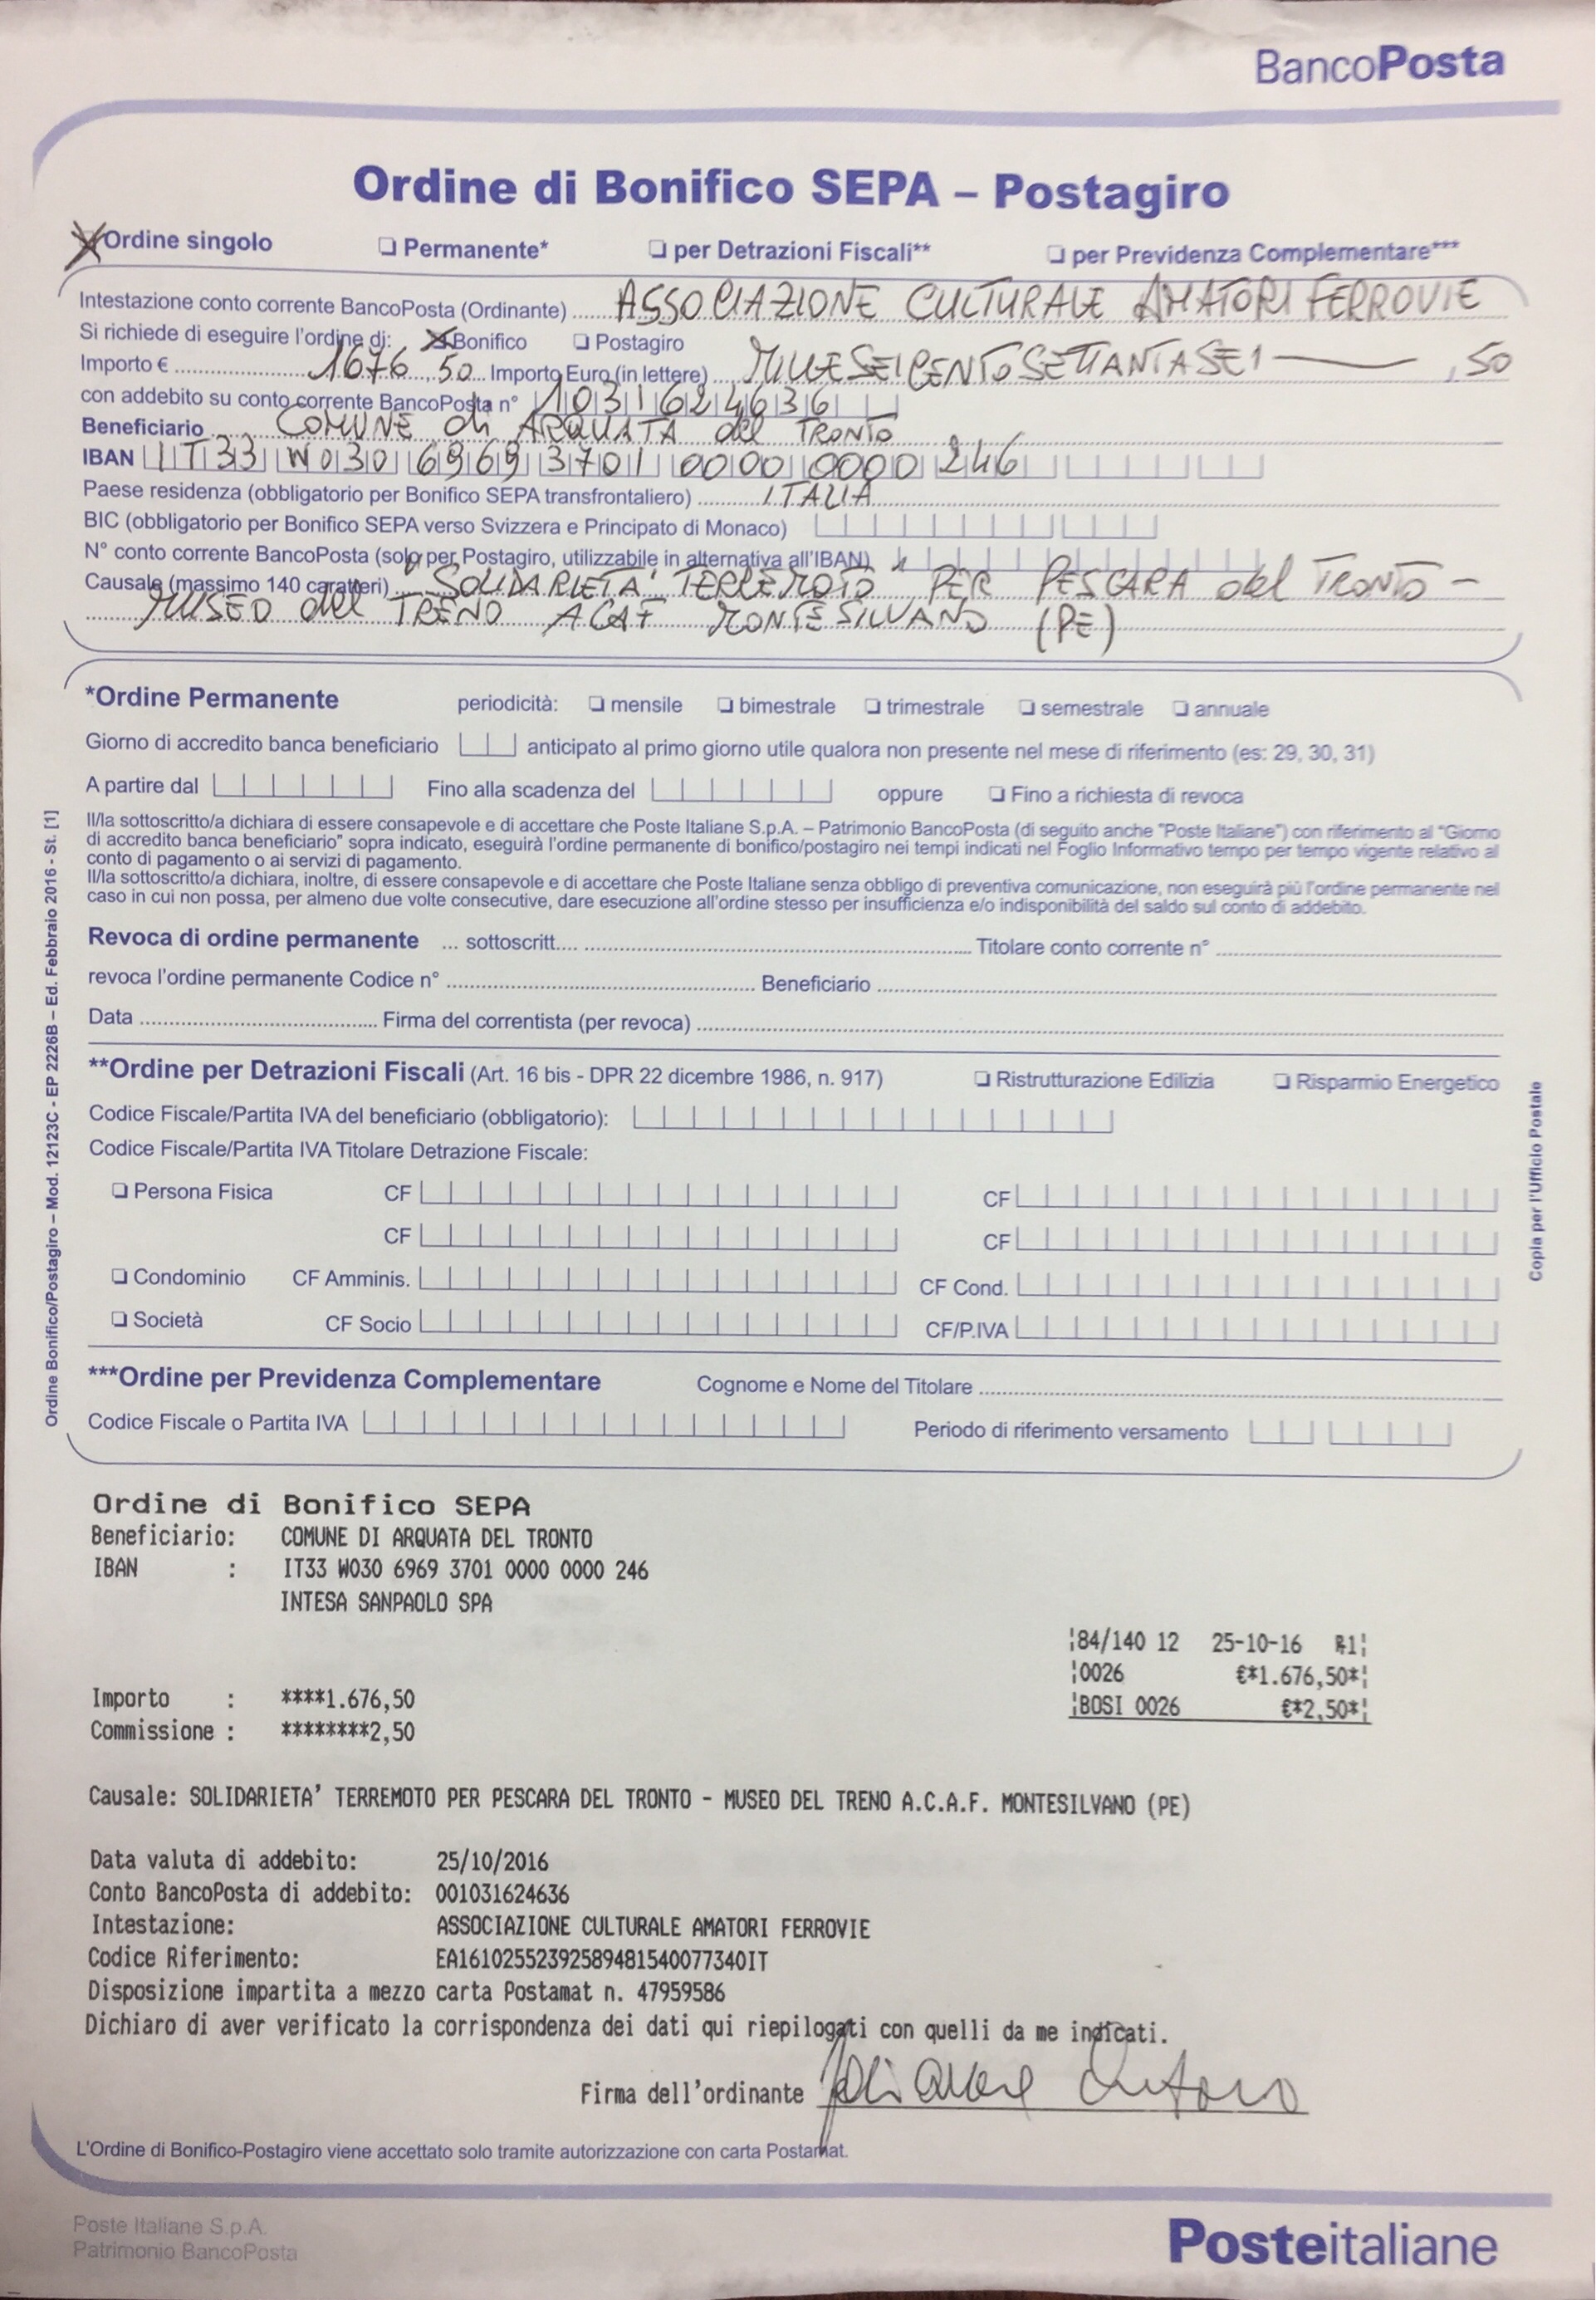 BancoPosta
Ordine di Bonifico SEPA – Postagiro
Ordine singolo ❏ Permanente* ❏ per Detrazioni Fiscali** ❏ per Previdenza Complementare***
Intestazione conto corrente BancoPosta (Ordinante) ASSOCIAZIONE CULTURALE AMATORI FERROVIE
Si richiede di eseguire l'ordine di: Bonifico ❏ Postagiro
Importo € 1676,50 Importo Euro (in lettere) MILLESEICENTOSETTANTASEI ,50
con addebito su conto corrente BancoPosta n° 1031624636
Beneficiario COMUNE di ARQUATA del TRONTO
IBAN IT33 W030 6969 3701 0000 0000 246
Paese residenza (obbligatorio per Bonifico SEPA transfrontaliero) ITALIA
BIC (obbligatorio per Bonifico SEPA verso Svizzera e Principato di Monaco)
N° conto corrente BancoPosta (solo per Postagiro, utilizzabile in alternativa all'IBAN)
Causale (massimo 140 caratteri) SOLIDARIETA' TERREMOTO PER PESCARA del TRONTO –
MUSEO del TRENO ACAF MONTESILVANO (PE)
*Ordine Permanente periodicità: ❏ mensile ❏ bimestrale ❏ trimestrale ❏ semestrale ❏ annuale
Giorno di accredito banca beneficiario anticipato al primo giorno utile qualora non presente nel mese di riferimento (es: 29, 30, 31)
A partire dal Fino alla scadenza del oppure ❏ Fino a richiesta di revoca
Il/la sottoscritto/a dichiara di essere consapevole e di accettare che Poste Italiane S.p.A. – Patrimonio BancoPosta (di seguito anche "Poste Italiane") con riferimento al "Giorno
di accredito banca beneficiario" sopra indicato, eseguirà l'ordine permanente di bonifico/postagiro nei tempi indicati nel Foglio Informativo tempo per tempo vigente relativo al
conto di pagamento o ai servizi di pagamento.
Il/la sottoscritto/a dichiara, inoltre, di essere consapevole e di accettare che Poste Italiane senza obbligo di preventiva comunicazione, non eseguirà più l'ordine permanente nel
caso in cui non possa, per almeno due volte consecutive, dare esecuzione all'ordine stesso per insufficienza e/o indisponibilità del saldo sul conto di addebito.
Revoca di ordine permanente ... sottoscritt.... Titolare conto corrente n°
revoca l'ordine permanente Codice n° Beneficiario
Data Firma del correntista (per revoca)
**Ordine per Detrazioni Fiscali (Art. 16 bis - DPR 22 dicembre 1986, n. 917) ❏ Ristrutturazione Edilizia ❏ Risparmio Energetico
Codice Fiscale/Partita IVA del beneficiario (obbligatorio):
Codice Fiscale/Partita IVA Titolare Detrazione Fiscale:
❏ Persona Fisica CF CF
CF CF
❏ Condominio CF Amminis. CF Cond.
❏ Società CF Socio CF/P.IVA
***Ordine per Previdenza Complementare Cognome e Nome del Titolare
Codice Fiscale o Partita IVA Periodo di riferimento versamento
Ordine Bonifico/Postagiro – Mod. 12123C - EP 2226B – Ed. Febbraio 2016 - St. [1]
Copia per l'Ufficio Postale
Ordine di Bonifico SEPA
Beneficiario: COMUNE DI ARQUATA DEL TRONTO
IBAN : IT33 W030 6969 3701 0000 0000 246
INTESA SANPAOLO SPA
¦84/140 12 25-10-16 R1¦
¦0026 €*1.676,50*¦
¦BOSI 0026 €*2,50*¦
Importo : ****1.676,50
Commissione : ********2,50
Causale: SOLIDARIETA' TERREMOTO PER PESCARA DEL TRONTO - MUSEO DEL TRENO A.C.A.F. MONTESILVANO (PE)
Data valuta di addebito: 25/10/2016
Conto BancoPosta di addebito: 001031624636
Intestazione: ASSOCIAZIONE CULTURALE AMATORI FERROVIE
Codice Riferimento: EA16102552392589481540077340IT
Disposizione impartita a mezzo carta Postamat n. 47959586
Dichiaro di aver verificato la corrispondenza dei dati qui riepilogati con quelli da me indicati.
Firma dell'ordinante
L'Ordine di Bonifico-Postagiro viene accettato solo tramite autorizzazione con carta Postamat.
Poste Italiane S.p.A.
Patrimonio BancoPosta
Posteitaliane